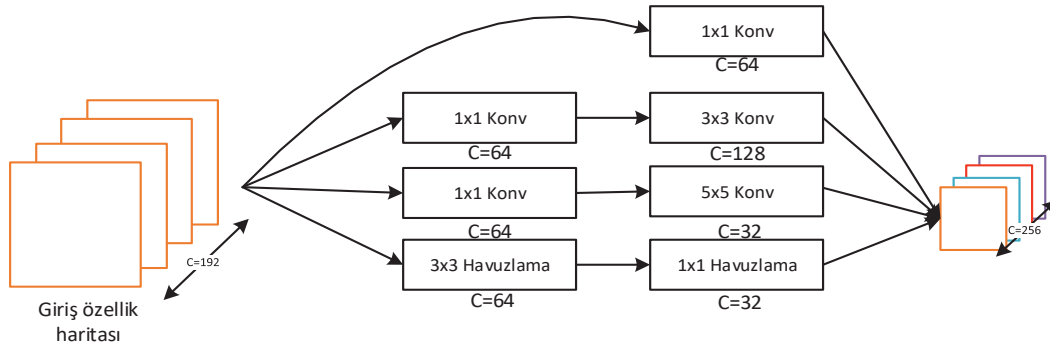 1x1 Konv
C=64
1x1 Konv
C=64
3x3 Konv
C=128
1x1 Konv
C=64
5x5 Konv
C=32
3x3 Havuzlama
C=64
1x1 Havuzlama
C=32
C=192
Giriş özellik
haritası
C=256